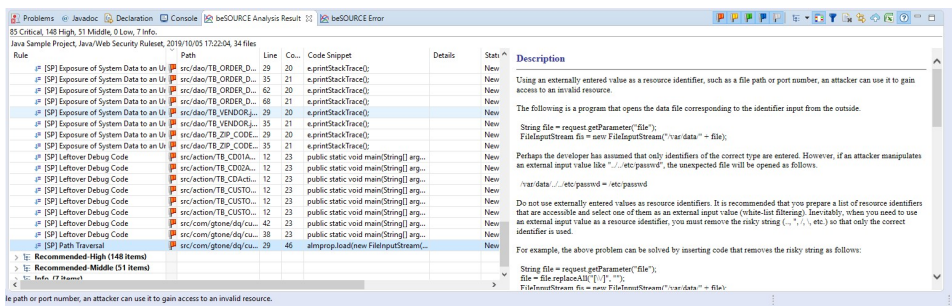 Problems @ Javadoc Declaration Console beSOURCE Analysis Result beSOURCE Error
85 Critical, 148 High, 51 Middle, 0 Low, 7 Info.
Java Sample Project, Java/Web Security Ruleset, 2019/10/05 17:22:04, 34 files
Rule Path Line Co... Code Snippet Details Stat
[SP] Exposure of System Data to an Ur src/dao/TB_ORDER_D... 29 20 e.printStackTrace(); New
[SP] Exposure of System Data to an Ur src/dao/TB_ORDER_D... 35 21 e.printStackTrace(); New
[SP] Exposure of System Data to an Ur src/dao/TB_ORDER_D... 62 20 e.printStackTrace(); New
[SP] Exposure of System Data to an Ur src/dao/TB_ORDER_D... 68 21 e.printStackTrace(); New
[SP] Exposure of System Data to an Ur src/dao/TB_VENDOR.j... 29 20 e.printStackTrace(); New
[SP] Exposure of System Data to an Ur src/dao/TB_VENDOR.j... 35 21 e.printStackTrace(); New
[SP] Exposure of System Data to an Ur src/dao/TB_ZIP_CODE... 29 20 e.printStackTrace(); New
[SP] Exposure of System Data to an Ur src/dao/TB_ZIP_CODE... 35 21 e.printStackTrace(); New
[SP] Leftover Debug Code src/action/TB_CD01A... 12 23 public static void main(String[] arg... New
[SP] Leftover Debug Code src/action/TB_CD02A... 12 23 public static void main(String[] arg... New
[SP] Leftover Debug Code src/action/TB_CDActi... 12 23 public static void main(String[] arg... New
[SP] Leftover Debug Code src/action/TB_CUSTO... 12 23 public static void main(String[] arg... New
[SP] Leftover Debug Code src/action/TB_CUSTO... 12 23 public static void main(String[] arg... New
[SP] Leftover Debug Code src/action/TB_CUSTO... 12 23 public static void main(String[] arg... New
[SP] Leftover Debug Code src/com/gtone/dq/cu... 42 23 public static void main(String[] arg... New
[SP] Leftover Debug Code src/com/gtone/dq/cu... 38 23 public static void main(String[] arg... New
[SP] Path Traversal src/com/gtone/dq/cu... 29 46 almprop.load(new FileInputStream(... New
Recommended-High (148 items)
Recommended-Middle (51 items)
Info (7 items)
Description
Using an externally entered value as a resource identifier, such as a file path or port number, an attacker can use it to gain
access to an invalid resource.
The following is a program that opens the data file corresponding to the identifier input from the outside.
String file = request.getParameter("file");
FileInputStream fis = new FileInputStream("/var/data/" + file);
Perhaps the developer has assumed that only identifiers of the correct type are entered. However, if an attacker manipulates
an external input value like "../../etc/passwd", the unexpected file will be opened as follows.
/var/data/../../etc/passwd = /etc/passwd
Do not use externally entered values as resource identifiers. It is recommended that you prepare a list of resource identifiers
that are accessible and select one of them as an external input value (white-list filtering). Inevitably, when you need to use
an external input value as a resource identifier, you must remove the risky string (.., *, /, \, etc.) so that only the correct
identifier is used.
For example, the above problem can be solved by inserting code that removes the risky string as follows:
String file = request.getParameter("file");
file = file.replaceAll("[\\/]", "");
FileInputStream fis = new FileInputStream("/var/data/" + file);
le path or port number, an attacker can use it to gain access to an invalid resource.